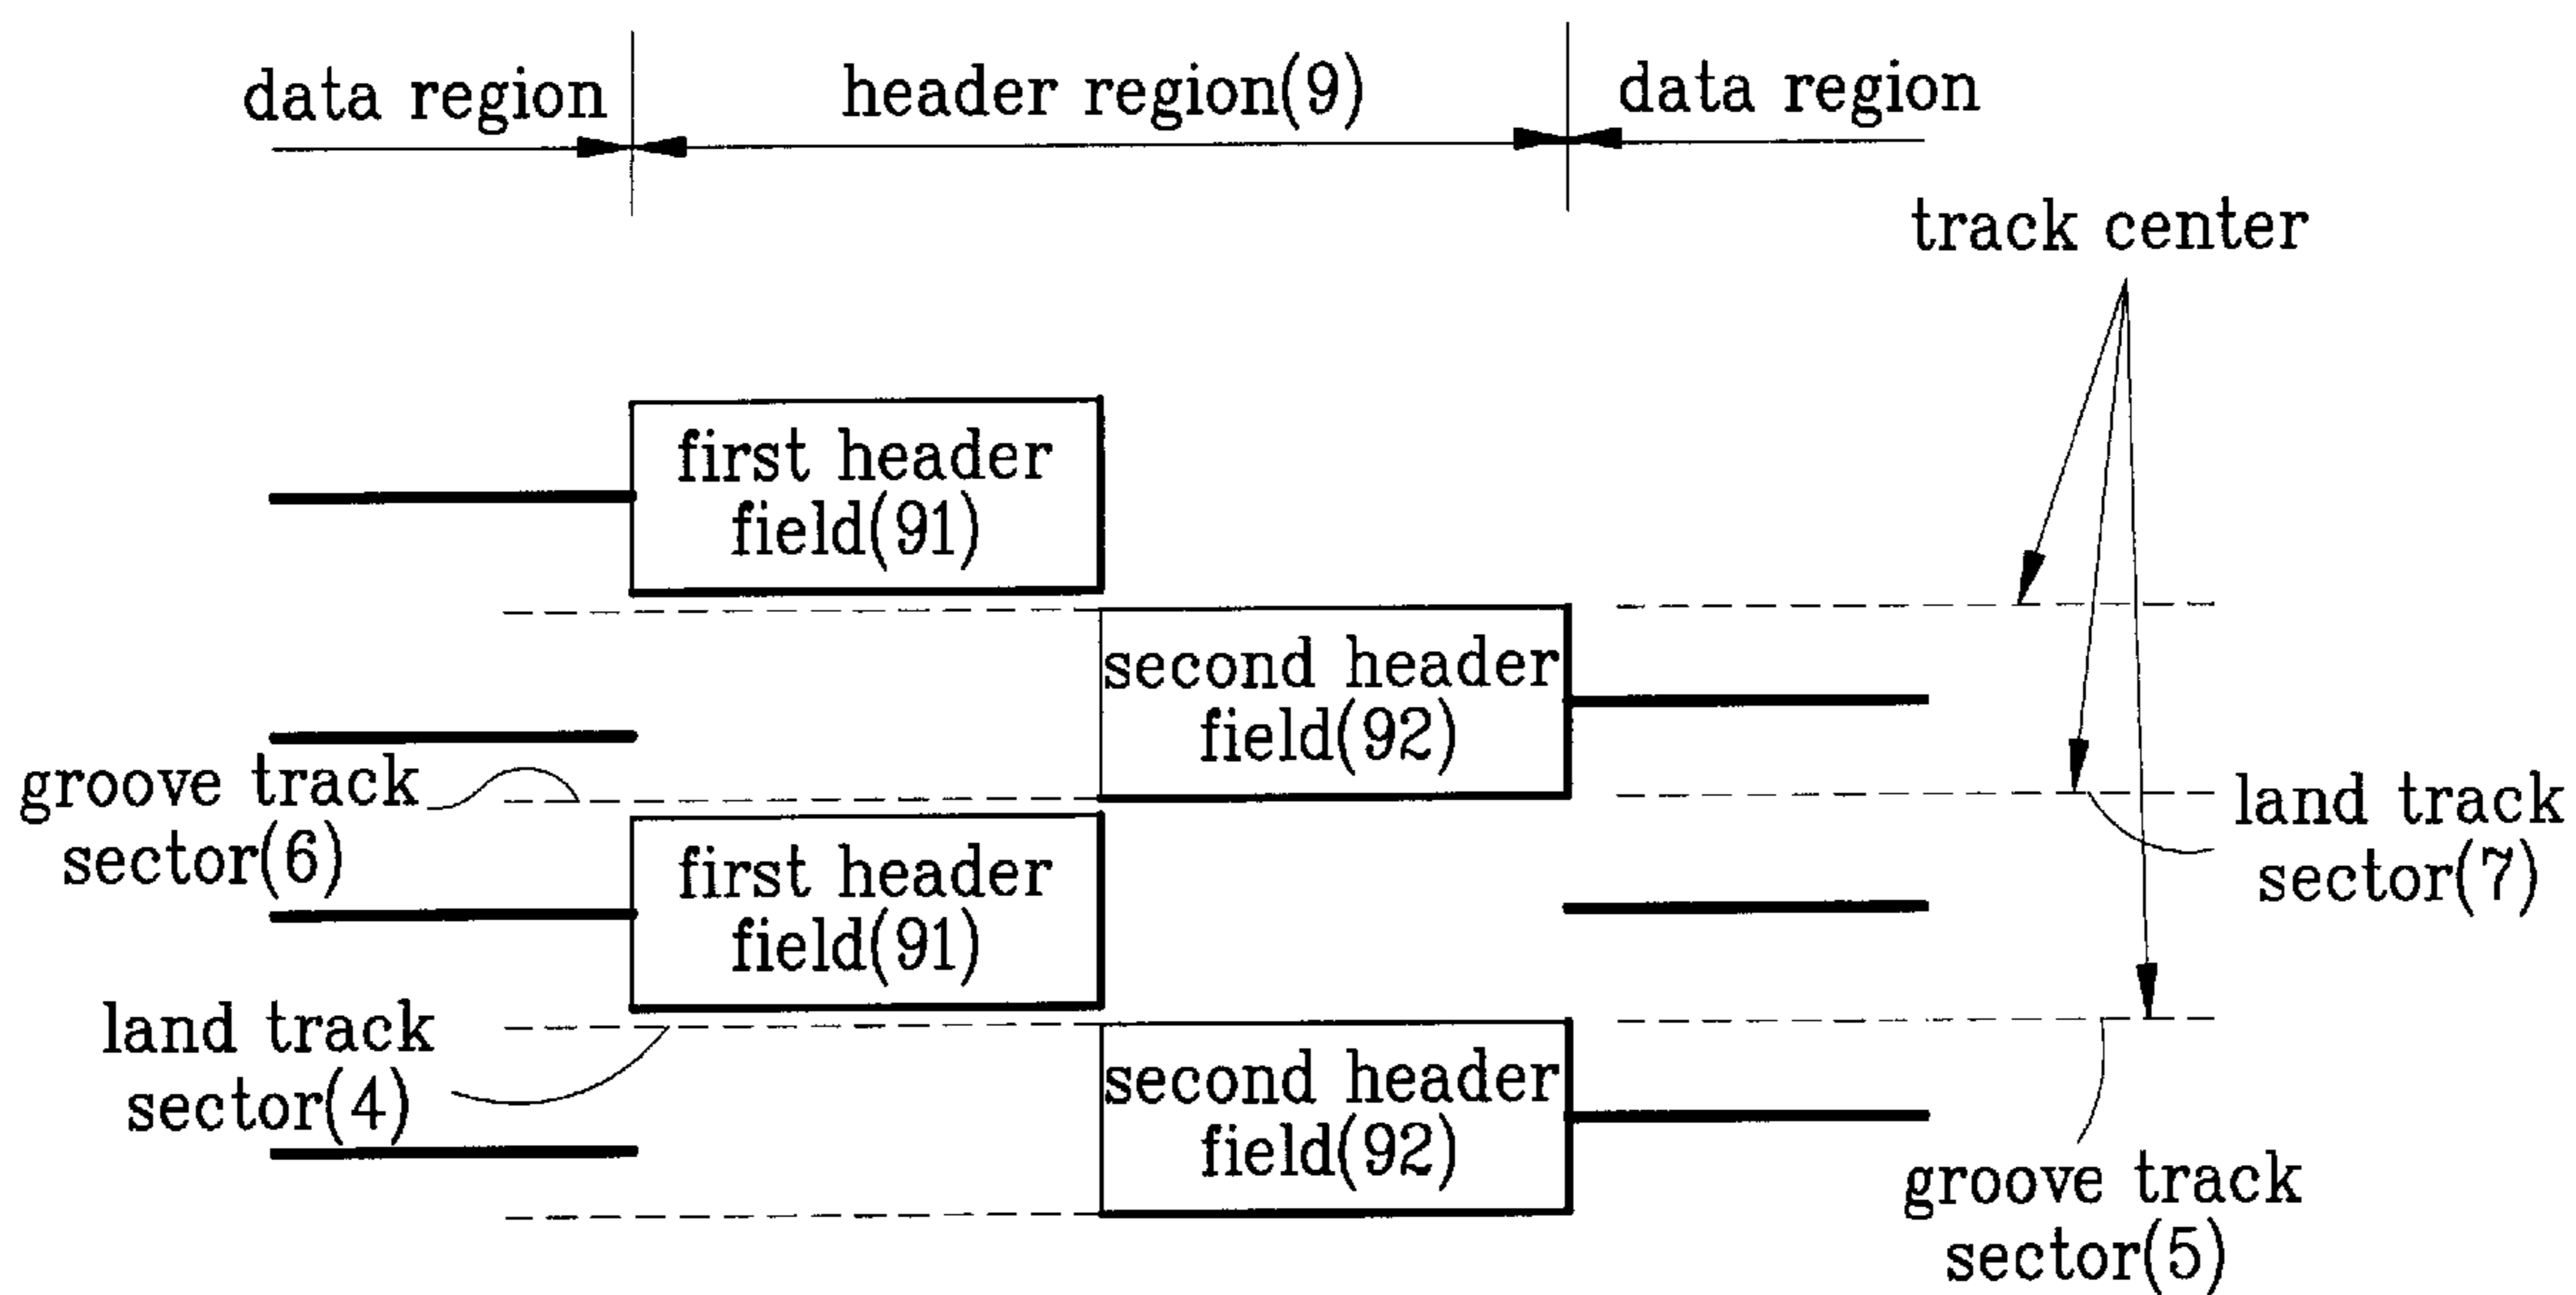 data region
header region(9)
data region
track center
first header
field(91)
second header
field(92)
groove track
sector(6)
land track
sector(7)
first header
field(91)
land track
sector(4)
second header
field(92)
groove track
sector(5)